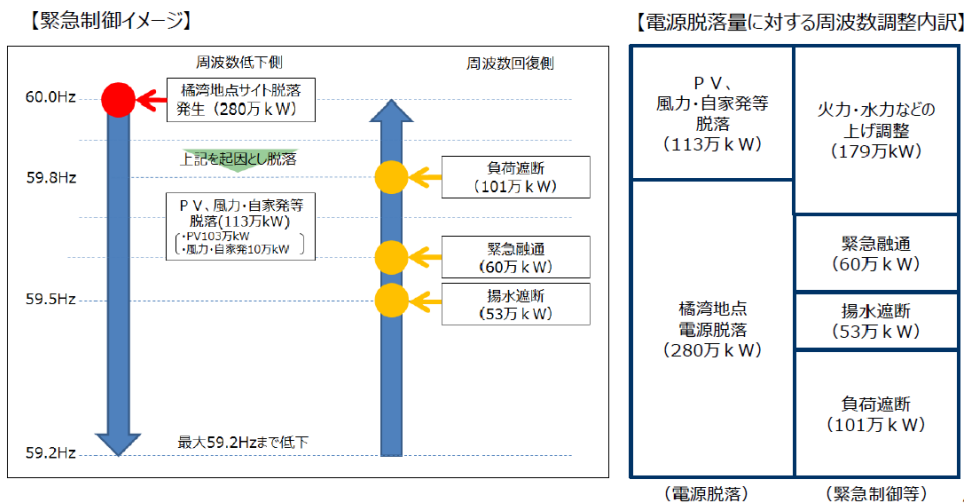 【緊急制御イメージ】
周波数低下側
周波数回復側
60.0Hz
橘湾地点サイト脱落
発生（280万ｋW）
上記を起因とし脱落
59.8Hz
負荷遮断
（101万ｋW）
ＰＶ、風力・自家発等
脱落(113万kW)
・PV103万kW
・風力・自家発10万kW
緊急融通
（60万ｋW）
59.5Hz
揚水遮断
（53万ｋW）
最大59.2Hzまで低下
59.2Hz
【電源脱落量に対する周波数調整内訳】
ＰＶ、
風力・自家発等
脱落
（113万ｋW）
橘湾地点
電源脱落
（280万ｋW）
（電源脱落）
火力・水力などの
上げ調整
（179万kW）
緊急融通
（60万ｋW）
揚水遮断
（53万ｋW）
負荷遮断
（101万ｋW）
（緊急制御等）